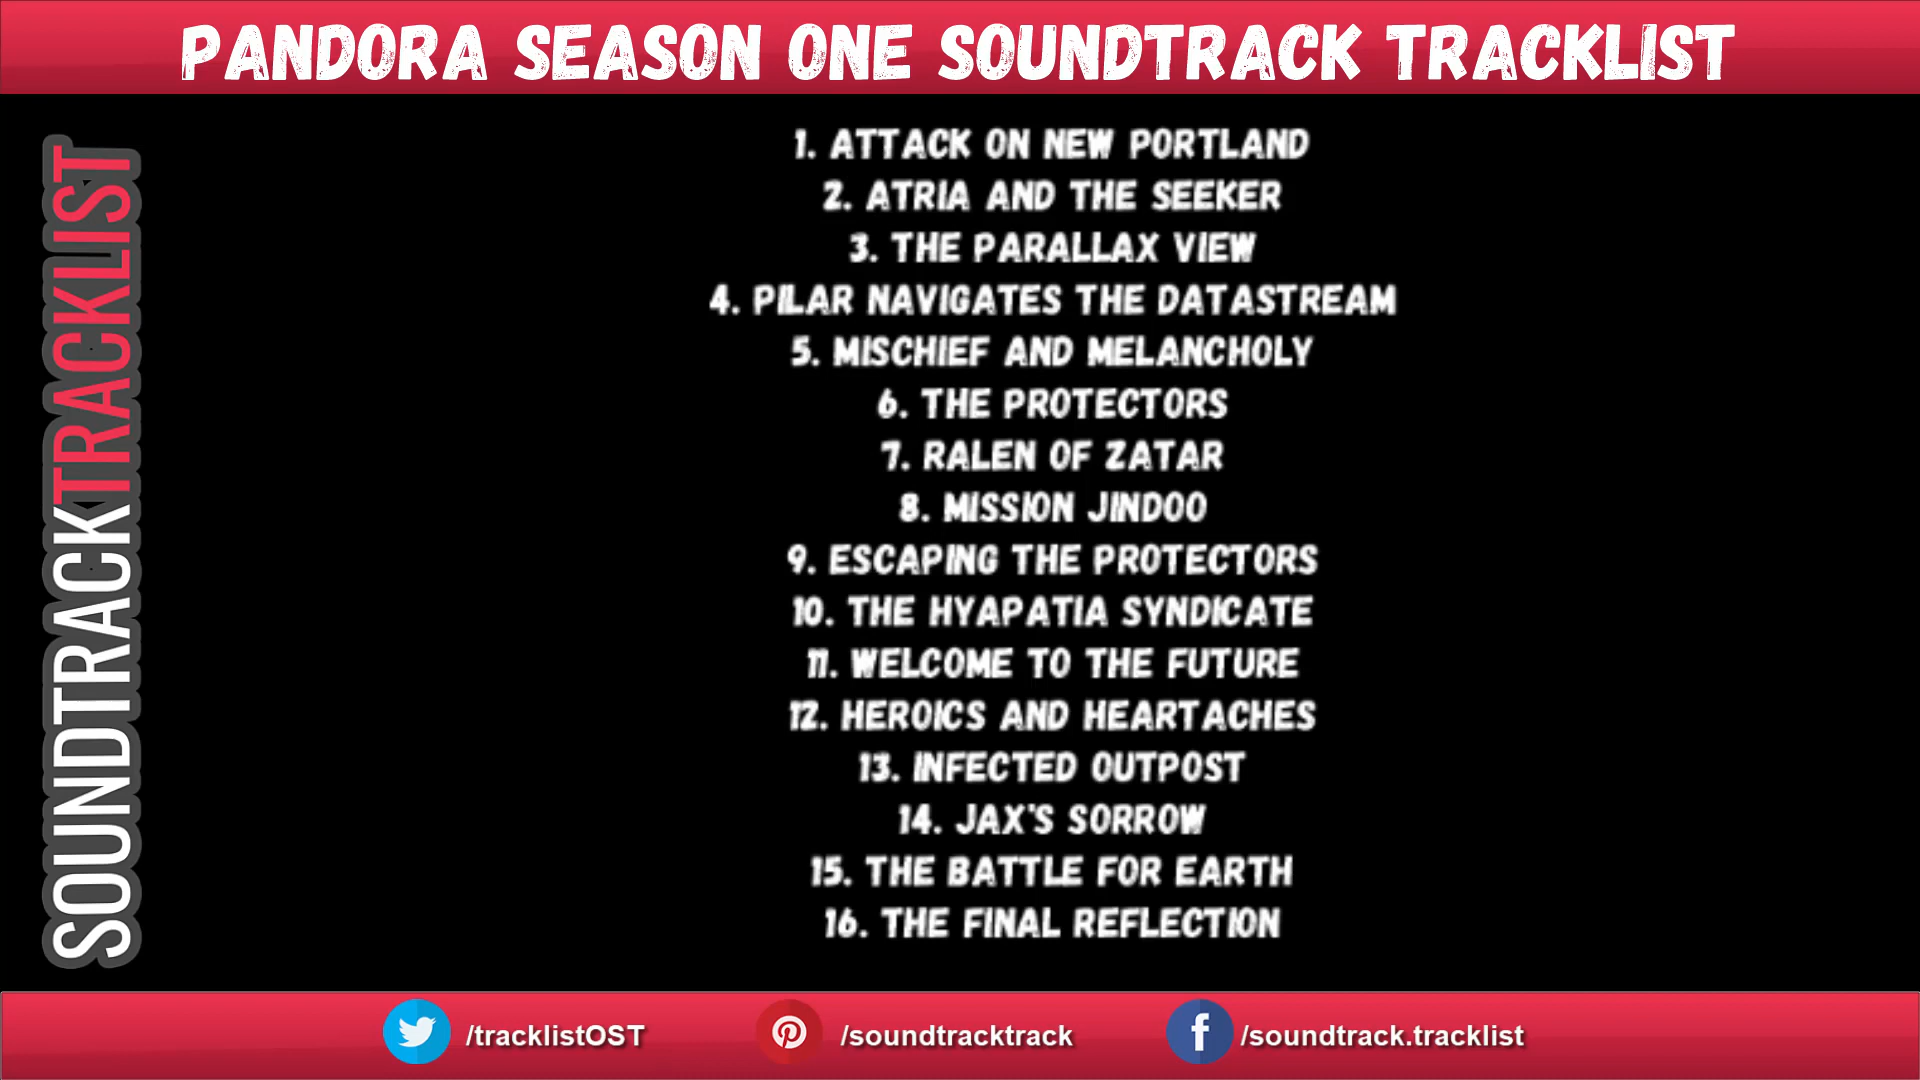 PANDORA SEASON ONE SOUNDTRACK TRACKLIST
SOUNDTRACKTRACKLIST
1. ATTACK ON NEW PORTLAND
2. ATRIA AND THE SEEKER
3. THE PARALLAX VIEW
4. PILAR NAVIGATES THE DATASTREAM
5. MISCHIEF AND MELANCHOLY
6. THE PROTECTORS
7. RALEN OF ZATAR
8. MISSION JINDOO
9. ESCAPING THE PROTECTORS
10. THE HYAPATIA SYNDICATE
11. WELCOME TO THE FUTURE
12. HEROICS AND HEARTACHES
13. INFECTED OUTPOST
14. JAX'S SORROW
15. THE BATTLE FOR EARTH
16. THE FINAL REFLECTION
/tracklistOST /soundtracktrack /soundtrack.tracklist